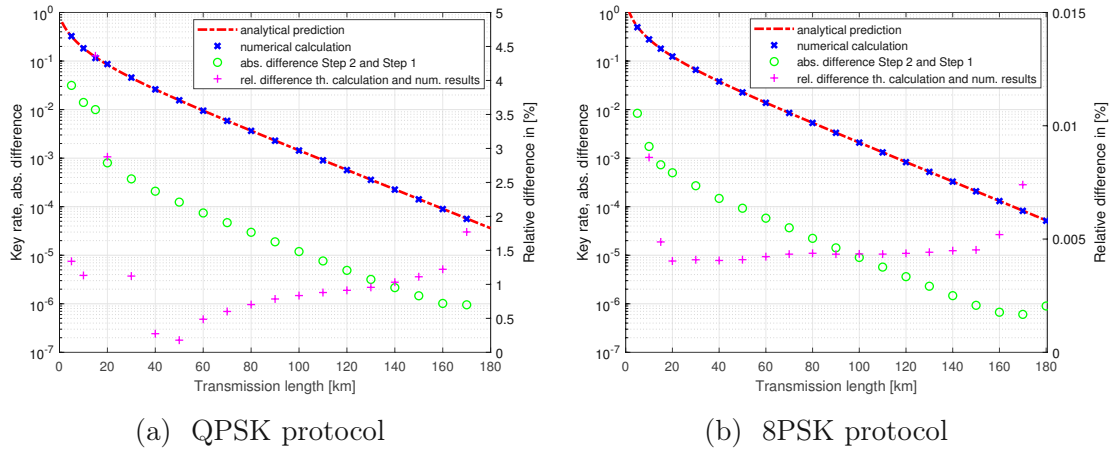 10^0
10^-1
10^-2
10^-3
10^-4
10^-5
10^-6
10^-7
Key rate, abs. difference
analytical prediction
numerical calculation
abs. difference Step 2 and Step 1
rel. difference th. calculation and num. results
5
4.5
4
3.5
3
2.5
2
1.5
1
0.5
0
Relative difference in [%]
0 20 40 60 80 100 120 140 160 180
Transmission length [km]
(a) QPSK protocol
10^0
10^-1
10^-2
10^-3
10^-4
10^-5
10^-6
10^-7
Key rate, abs. difference
analytical prediction
numerical calculation
abs. difference Step 2 and Step 1
rel. difference th. calculation and num. results
0.015
0.010
0.005
0
Relative difference in [%]
0 20 40 60 80 100 120 140 160 180
Transmission length [km]
(b) 8PSK protocol